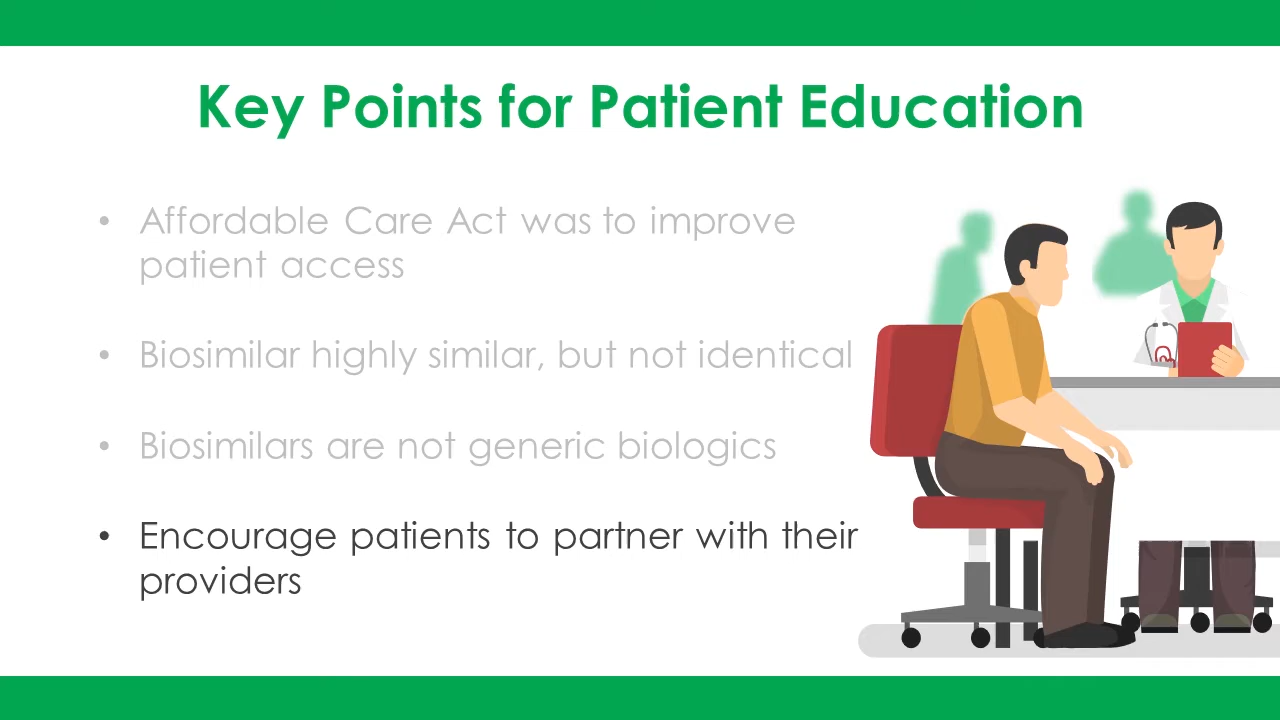 Key Points for Patient Education
• Affordable Care Act was to improve
patient access
• Biosimilar highly similar, but not identical
• Biosimilars are not generic biologics
• Encourage patients to partner with their
providers